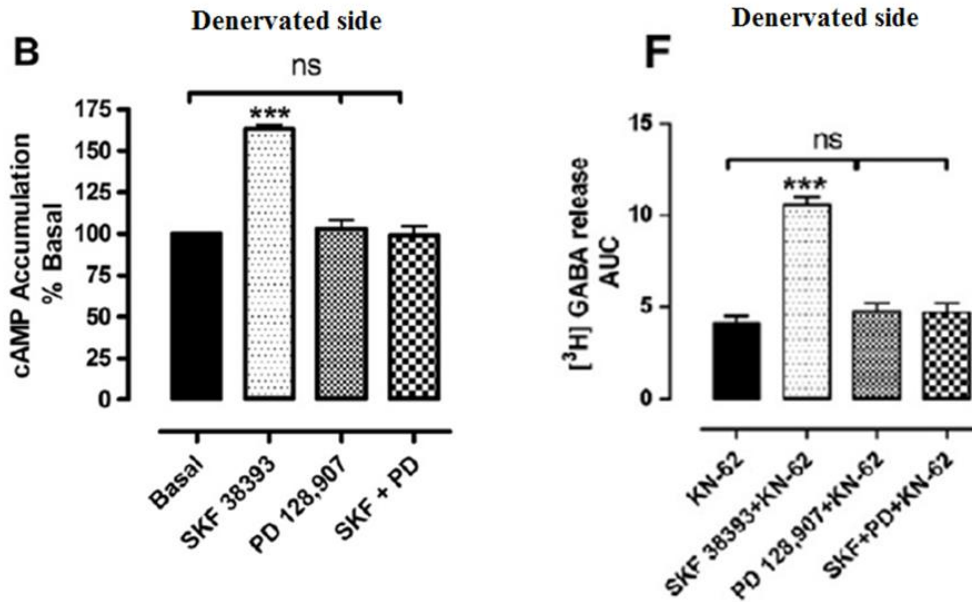 Denervated side
B
ns
***
175
150
125
100
75
50
25
0
cAMP Accumulation
% Basal
Basal
SKF 38393
PD 128,907
SKF + PD
Denervated side
F
ns
***
15
10
5
0
[³H] GABA release
AUC
KN-62
SKF 38393+KN-62
PD 128,907+KN-62
SKF+PD+KN-62